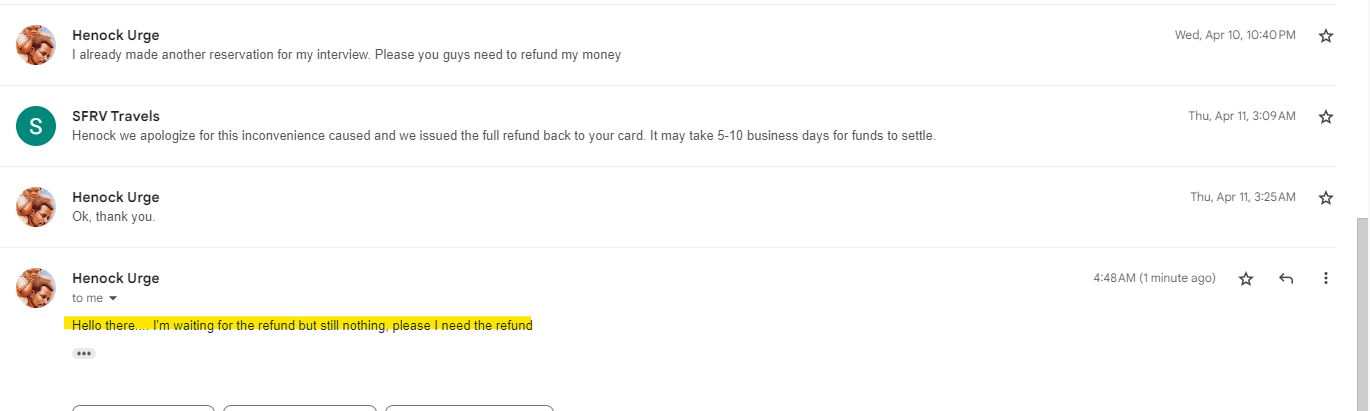 Henock Urge
Wed, Apr 10, 10:40 PM
I already made another reservation for my interview. Please you guys need to refund my money
S
SFRV Travels
Thu, Apr 11, 3:09 AM
Henock we apologize for this inconvenience caused and we issued the full refund back to your card. It may take 5-10 business days for funds to settle.
Henock Urge
Thu, Apr 11, 3:25 AM
Ok, thank you.
Henock Urge
4:48 AM (1 minute ago)
to me
Hello there.... I'm waiting for the refund but still nothing, please I need the refund